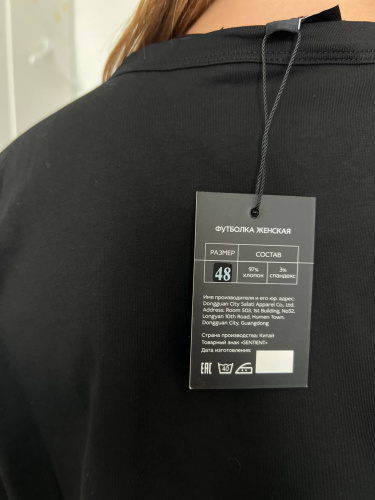 ФУТБОЛКА ЖЕНСКАЯ
РАЗМЕР СОСТАВ
48 97% 3%
ХЛОПОК спандекс
Имя производителя и его юр. адрес:
Dongguan City Salati Apparel Co., Ltd.
Address: Room 503, 1st Building, No52,
Longyan 10th Road, Humen Town,
Dongguan City, Guangdong
Страна производства: Китай
Товарный знак «SENTIENT»
Дата изготовления:
EAC 40